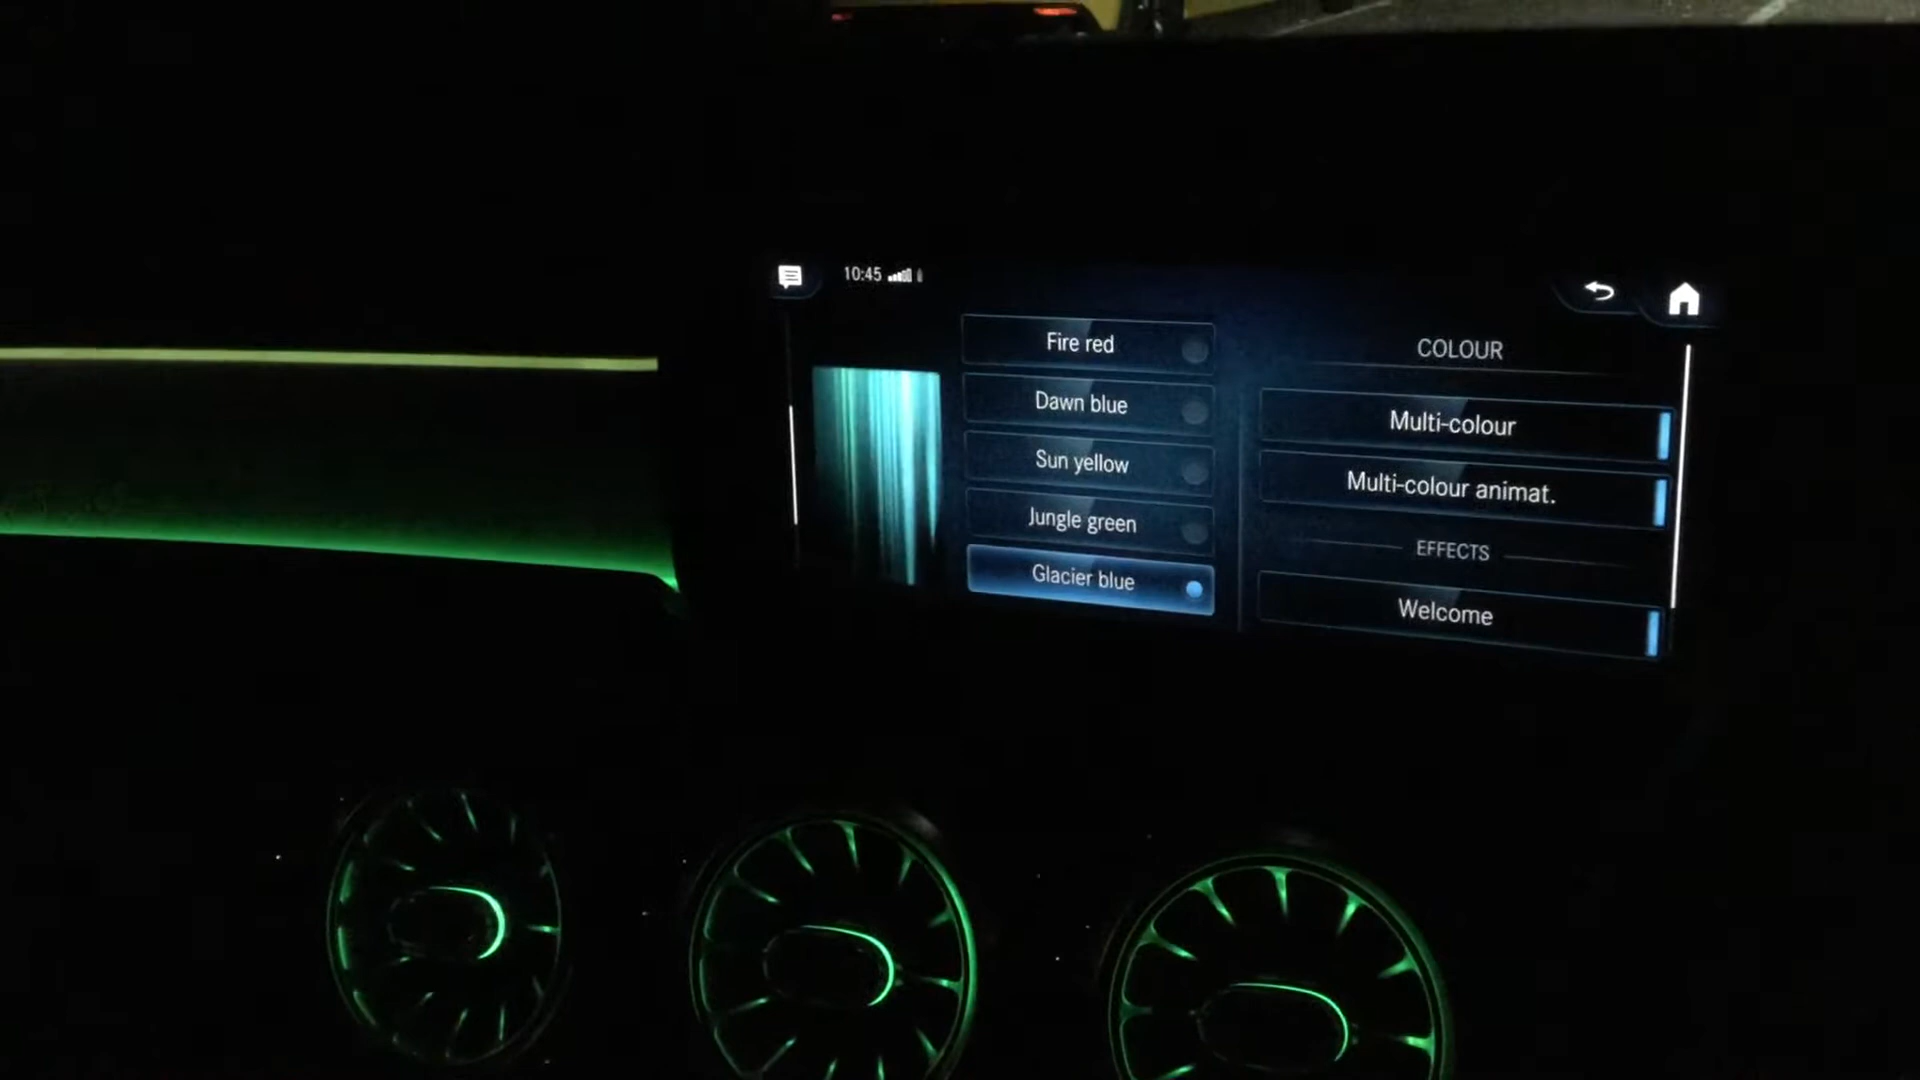 10:45
Fire red
Dawn blue
Sun yellow
Jungle green
Glacier blue
COLOUR
Multi-colour
Multi-colour animat.
EFFECTS
Welcome